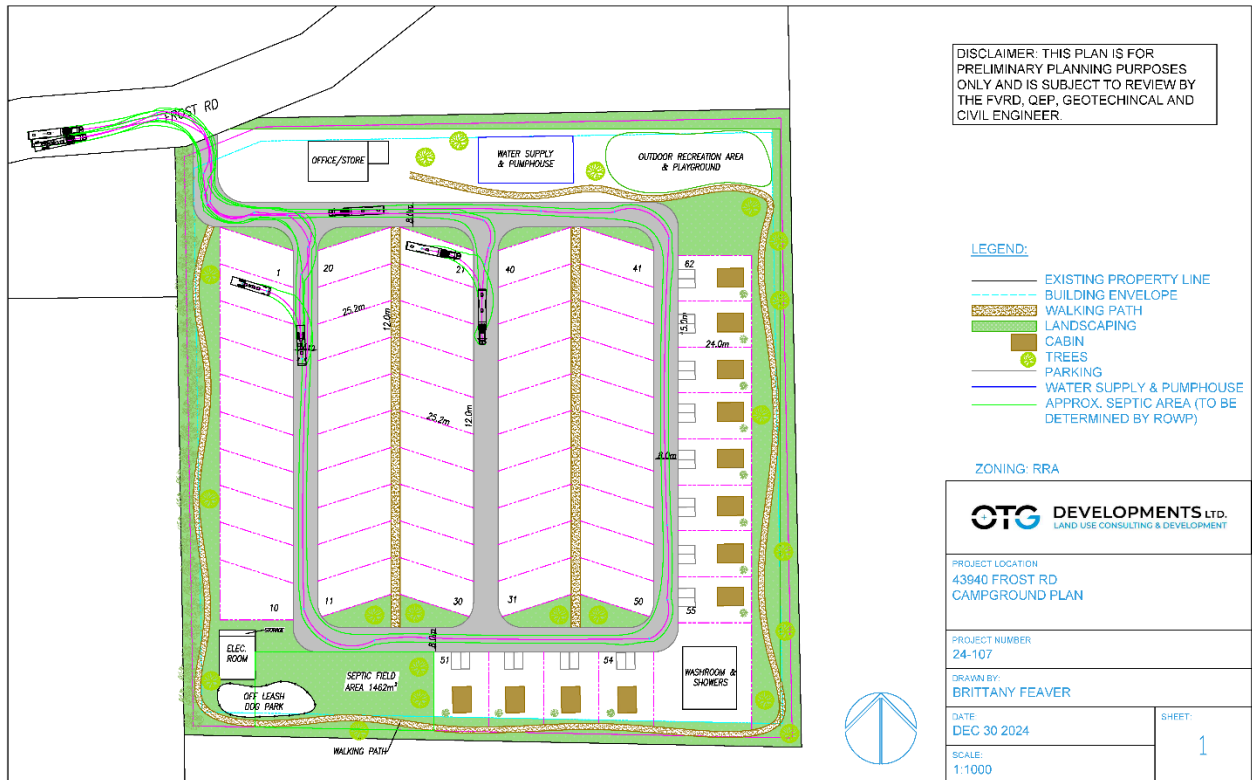 DISCLAIMER: THIS PLAN IS FOR
PRELIMINARY PLANNING PURPOSES
ONLY AND IS SUBJECT TO REVIEW BY
THE FVRD, QEP, GEOTECHINCAL AND
CIVIL ENGINEER.
FROST RD
OFFICE/STORE
WATER SUPPLY
& PUMPHOUSE
OUTDOOR RECREATION AREA
& PLAYGROUND
8.0m
1
20
21
40
41
62
25.2m
12.0m
15.0m
24.0m
25.2m
12.0m
8.0m
10
11
30
31
50
55
8.0m
STORAGE
ELEC.
ROOM
OFF LEASH
DOG PARK
SEPTIC FIELD
AREA 1462m²
51
54
WASHROOM &
SHOWERS
WALKING PATH
LEGEND:
EXISTING PROPERTY LINE
BUILDING ENVELOPE
WALKING PATH
LANDSCAPING
CABIN
TREES
PARKING
WATER SUPPLY & PUMPHOUSE
APPROX. SEPTIC AREA (TO BE
DETERMINED BY ROWP)
ZONING: RRA
OTG DEVELOPMENTS LTD.
LAND USE CONSULTING & DEVELOPMENT
PROJECT LOCATION
43940 FROST RD
CAMPGROUND PLAN
PROJECT NUMBER
24-107
DRAWN BY:
BRITTANY FEAVER
DATE:
DEC 30 2024
SHEET:
1
SCALE:
1:1000